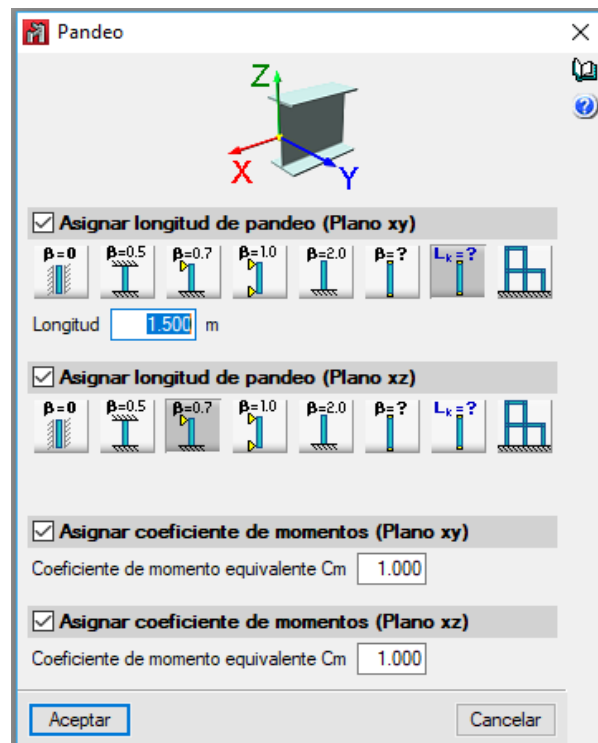 Pandeo
Z
X
Y
Asignar longitud de pandeo (Plano xy)
β=0 β=0.5 β=0.7 β=1.0 β=2.0 β=? Lk=?
Longitud 1.500 m
Asignar longitud de pandeo (Plano xz)
β=0 β=0.5 β=0.7 β=1.0 β=2.0 β=? Lk=?
Asignar coeficiente de momentos (Plano xy)
Coeficiente de momento equivalente Cm 1.000
Asignar coeficiente de momentos (Plano xz)
Coeficiente de momento equivalente Cm 1.000
Aceptar Cancelar